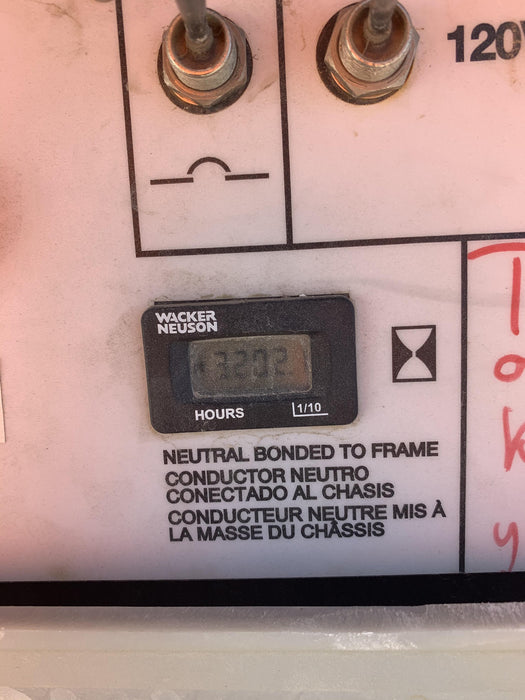 120V
WACKER
NEUSON
3202
HOURS
1/10
NEUTRAL BONDED TO FRAME
CONDUCTOR NEUTRO
CONECTADO AL CHASIS
CONDUCTEUR NEUTRE MIS À
LA MASSE DU CHÂSSIS